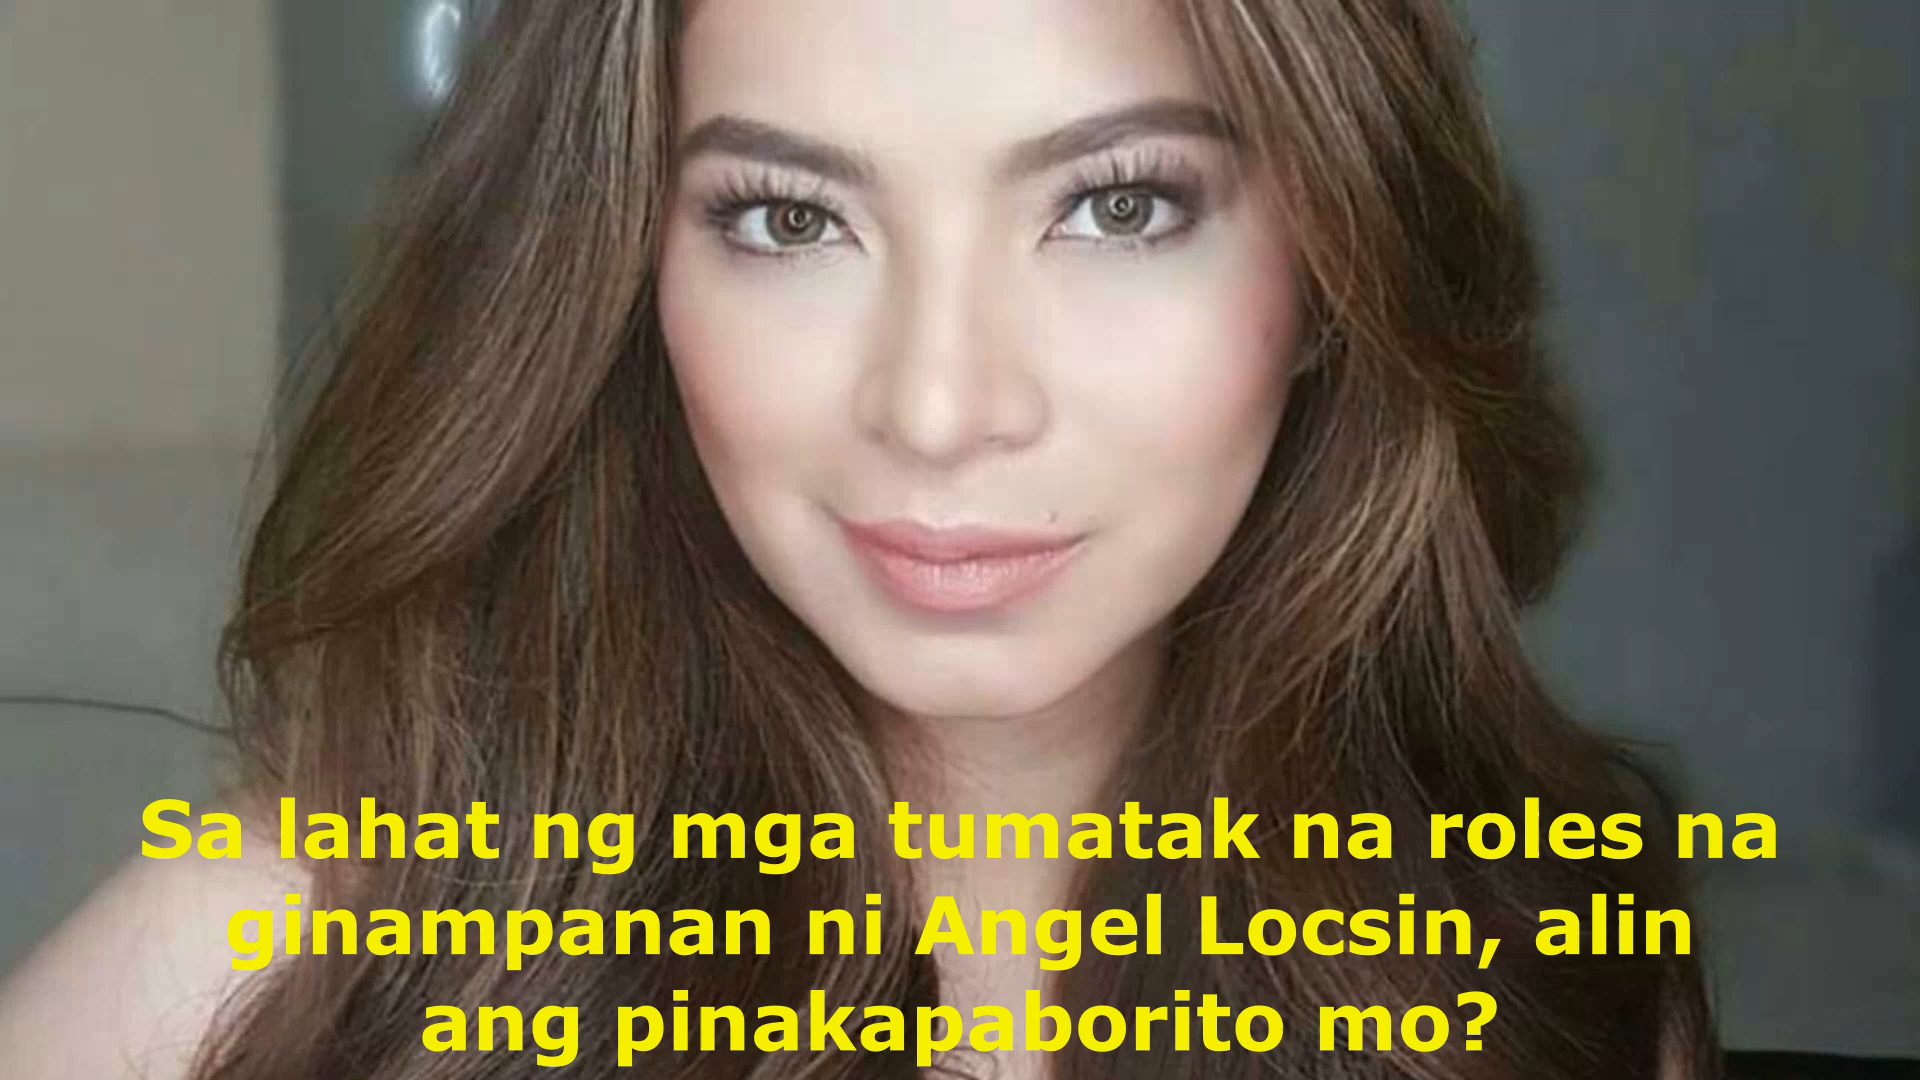 Sa lahat ng mga tumatak na roles na
ginampanan ni Angel Locsin, alin
ang pinakapaborito mo?